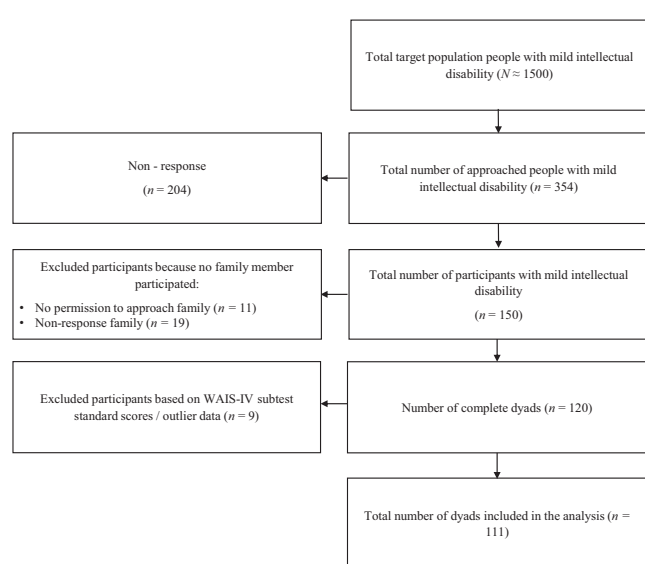 Total target population people with mild intellectual
disability (N ≈ 1500)
Non - response
(n = 204)
Total number of approached people with mild
intellectual disability (n = 354)
Excluded participants because no family member
participated:
• No permission to approach family (n = 11)
• Non-response family (n = 19)
Total number of participants with mild intellectual
disability
(n = 150)
Excluded participants based on WAIS-IV subtest
standard scores / outlier data (n = 9)
Number of complete dyads (n = 120)
Total number of dyads included in the analysis (n =
111)